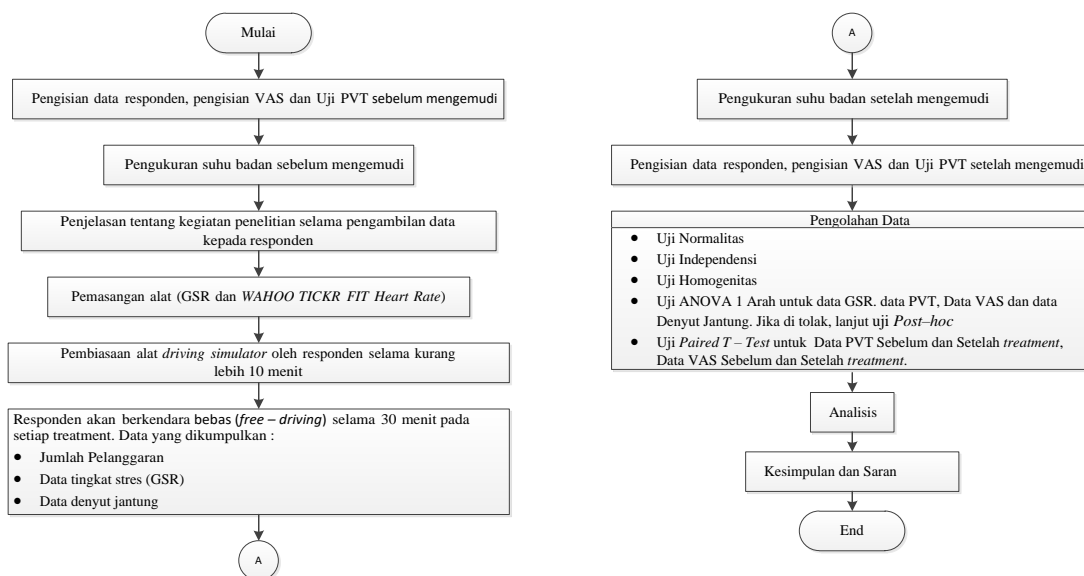 Mulai
Pengisian data responden, pengisian VAS dan Uji PVT sebelum mengemudi
Pengukuran suhu badan sebelum mengemudi
Penjelasan tentang kegiatan penelitian selama pengambilan data
kepada responden
Pemasangan alat (GSR dan WAHOO TICKR FIT Heart Rate)
Pembiasaan alat driving simulator oleh responden selama kurang
lebih 10 menit
Responden akan berkendara bebas (free – driving) selama 30 menit pada
setiap treatment. Data yang dikumpulkan :
• Jumlah Pelanggaran
• Data tingkat stres (GSR)
• Data denyut jantung
A
A
Pengukuran suhu badan setelah mengemudi
Pengisian data responden, pengisian VAS dan Uji PVT setelah mengemudi
Pengolahan Data
• Uji Normalitas
• Uji Independensi
• Uji Homogenitas
• Uji ANOVA 1 Arah untuk data GSR. data PVT, Data VAS dan data
Denyut Jantung. Jika di tolak, lanjut uji Post–hoc
• Uji Paired T – Test untuk Data PVT Sebelum dan Setelah treatment,
Data VAS Sebelum dan Setelah treatment.
Analisis
Kesimpulan dan Saran
End